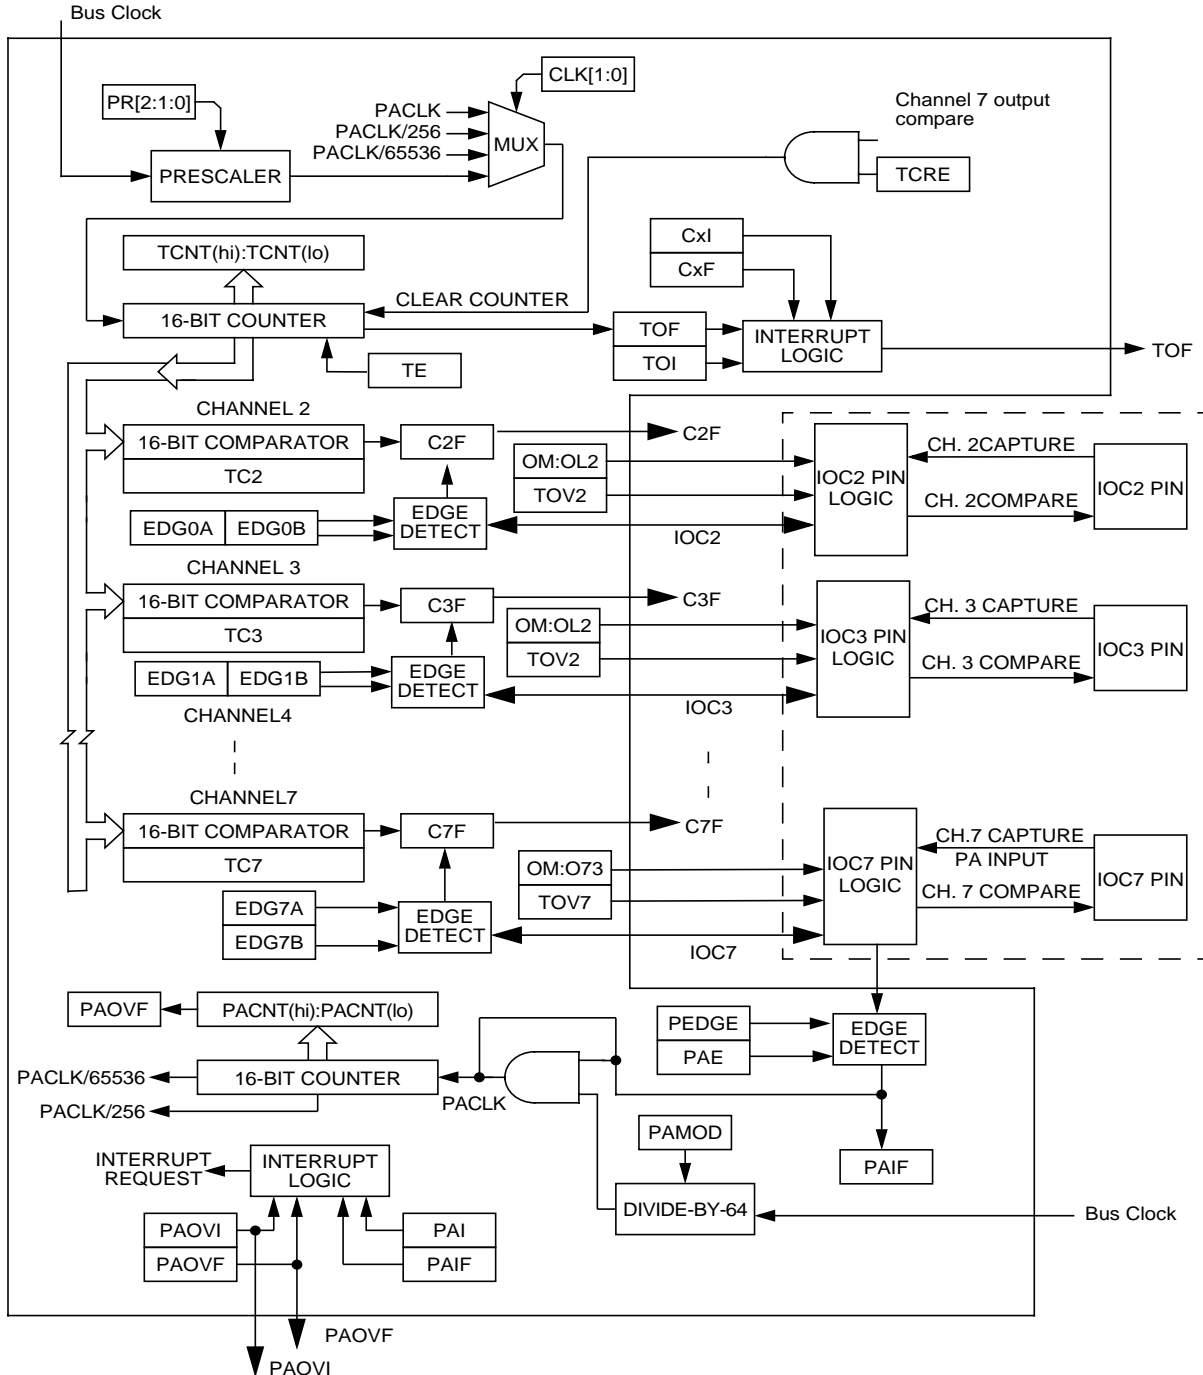 Bus Clock
CLK[1:0]
PR[2:1:0]
PACLK
PACLK/256
PACLK/65536
MUX
PRESCALER
Channel 7 output
compare
TCRE
TCNT(hi):TCNT(lo)
CxI
CxF
CLEAR COUNTER
16-BIT COUNTER
TOF
TOI
INTERRUPT
LOGIC
TOF
TE
CHANNEL 2
16-BIT COMPARATOR
TC2
C2F
C2F
OM:OL2
TOV2
IOC2 PIN
LOGIC
CH. 2CAPTURE
CH. 2COMPARE
IOC2 PIN
EDG0A
EDG0B
EDGE
DETECT
IOC2
CHANNEL 3
16-BIT COMPARATOR
TC3
C3F
C3F
OM:OL2
TOV2
IOC3 PIN
LOGIC
CH. 3 CAPTURE
CH. 3 COMPARE
IOC3 PIN
EDG1A
EDG1B
EDGE
DETECT
IOC3
CHANNEL4
CHANNEL7
16-BIT COMPARATOR
TC7
C7F
C7F
OM:O73
TOV7
IOC7 PIN
LOGIC
CH.7 CAPTURE
PA INPUT
CH. 7 COMPARE
IOC7 PIN
EDG7A
EDG7B
EDGE
DETECT
IOC7
PAOVF
PACNT(hi):PACNT(lo)
PEDGE
PAE
EDGE
DETECT
PACLK/65536
16-BIT COUNTER
PACLK
PACLK/256
PAMOD
PAIF
INTERRUPT
REQUEST
INTERRUPT
LOGIC
DIVIDE-BY-64
Bus Clock
PAOVI
PAOVF
PAI
PAIF
PAOVF
PAOVI